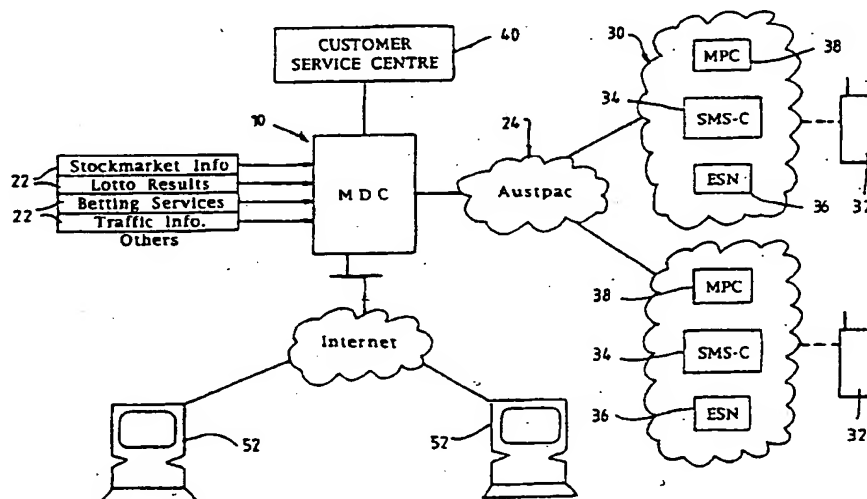 CUSTOMER
SERVICE CENTRE
40
10
22
22
Stockmarket Info
Lotto Results
Betting Services
Traffic Info.
Others
MDC
24
Austpac
30
MPC
38
34
SMS-C
ESN
36
32
38
MPC
34
SMS-C
36
ESN
32
Internet
52
52